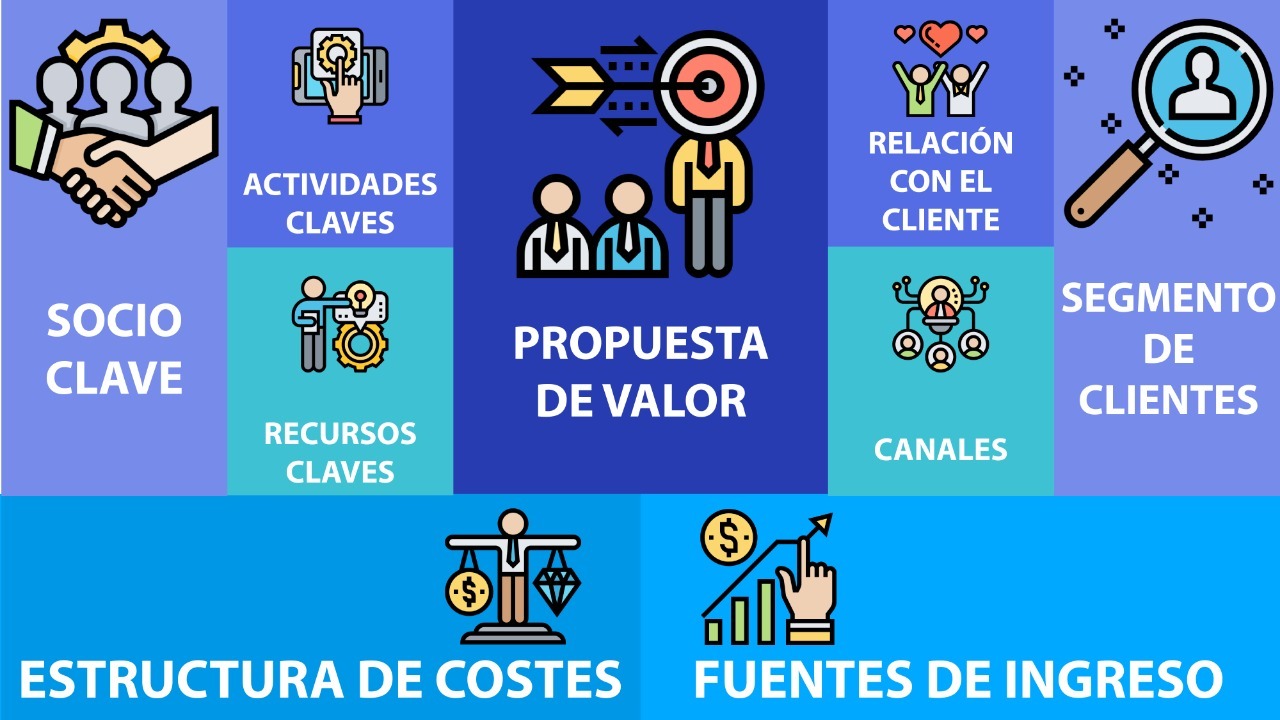 SOCIO
CLAVE
ACTIVIDADES
CLAVES
RECURSOS
CLAVES
PROPUESTA
DE VALOR
RELACIÓN
CON EL
CLIENTE
CANALES
SEGMENTO
DE
CLIENTES
ESTRUCTURA DE COSTES
FUENTES DE INGRESO